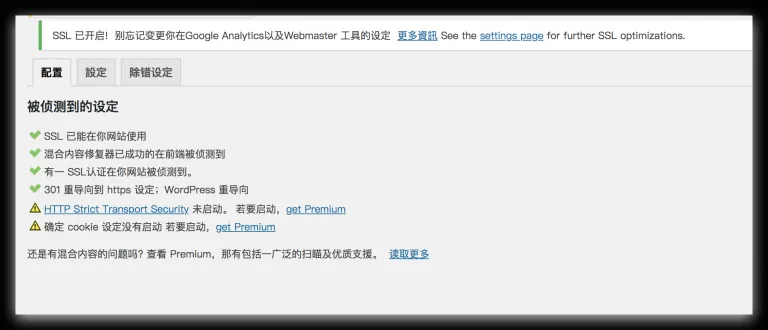 SSL 已开启！别忘记变更你在Google Analytics以及Webmaster 工具的设定 更多資訊 See the settings page for further SSL optimizations.
配置 設定 除错设定
被侦测到的设定
SSL 已能在你网站使用
混合内容修复器已成功的在前端被侦测到
有一 SSL认证在你网站被侦测到。
301 重导向到 https 设定；WordPress 重导向
HTTP Strict Transport Security 未启动。 若要启动，get Premium
确定 cookie 设定没有启动 若要启动，get Premium
还是有混合内容的问题吗? 查看 Premium，那有包括一广泛的扫瞄及优质支援。 读取更多